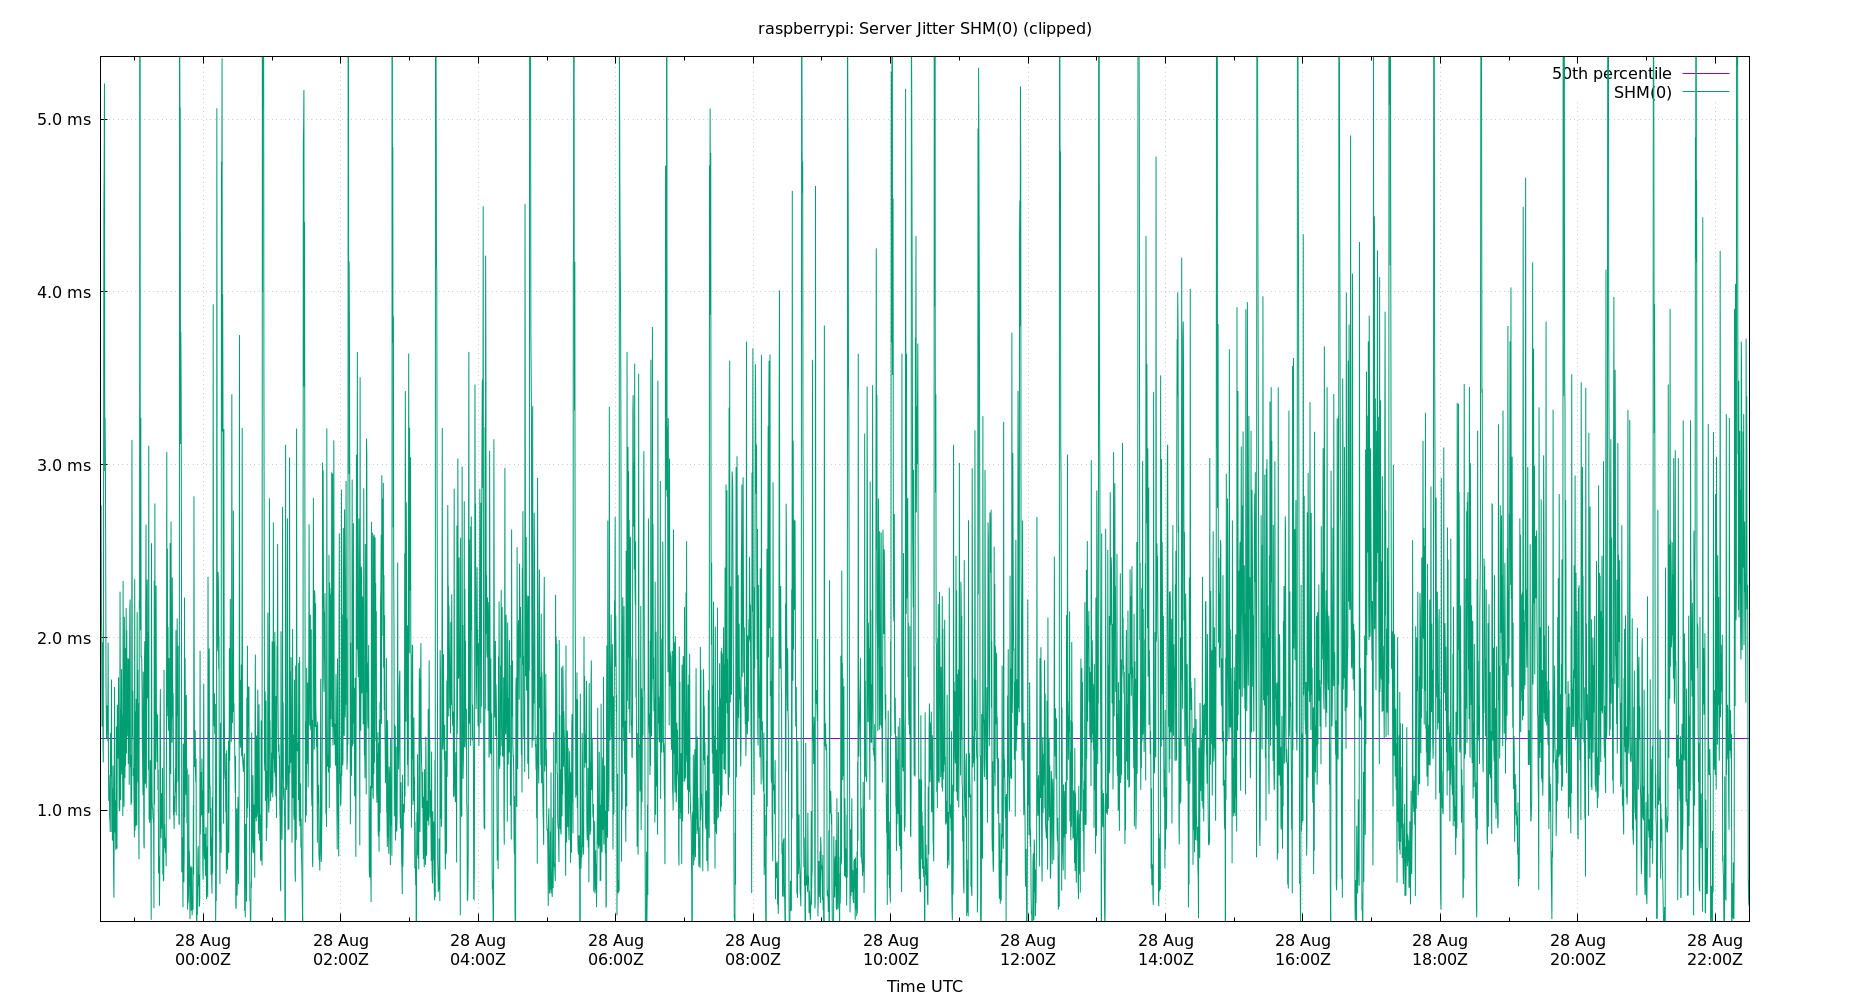 raspberrypi: Server Jitter SHM(0) (clipped)
50th percentile
SHM(0)
5.0 ms
4.0 ms
3.0 ms
2.0 ms
1.0 ms
28 Aug 28 Aug 28 Aug 28 Aug 28 Aug 28 Aug 28 Aug 28 Aug 28 Aug 28 Aug 28 Aug 28 Aug
00:00Z 02:00Z 04:00Z 06:00Z 08:00Z 10:00Z 12:00Z 14:00Z 16:00Z 18:00Z 20:00Z 22:00Z
Time UTC